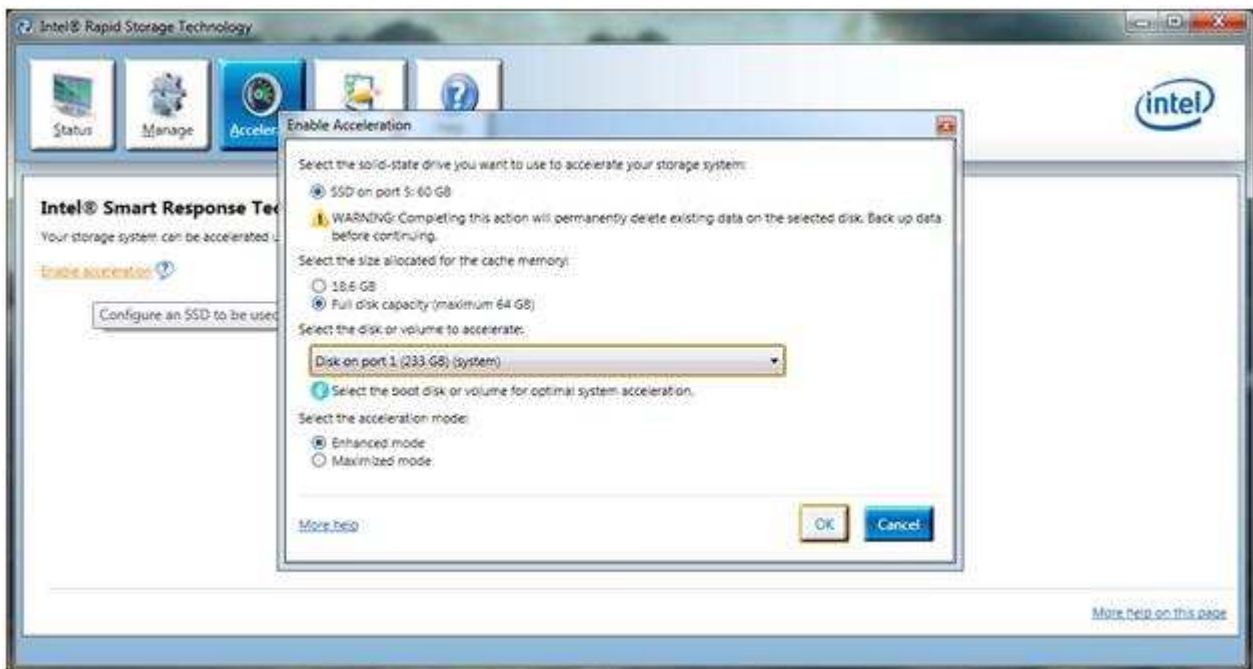 Intel® Rapid Storage Technology
Status
Manage
Acceler
intel
Enable Acceleration
Select the solid-state drive you want to use to accelerate your storage system:
SSD on port 5: 60 GB
WARNING: Completing this action will permanently delete existing data on the selected disk. Back up data
before continuing.
Select the size allocated for the cache memory:
18.6 GB
Full disk capacity (maximum 64 GB)
Select the disk or volume to accelerate:
Disk on port 1 (233 GB) (system)
Select the boot disk or volume for optimal system acceleration.
Select the acceleration mode:
Enhanced mode
Maximized mode
More help
OK
Cancel
Intel® Smart Response Te
Your storage system can be accelerated u
Enable acceleration
Configure an SSD to be used
More help on this page